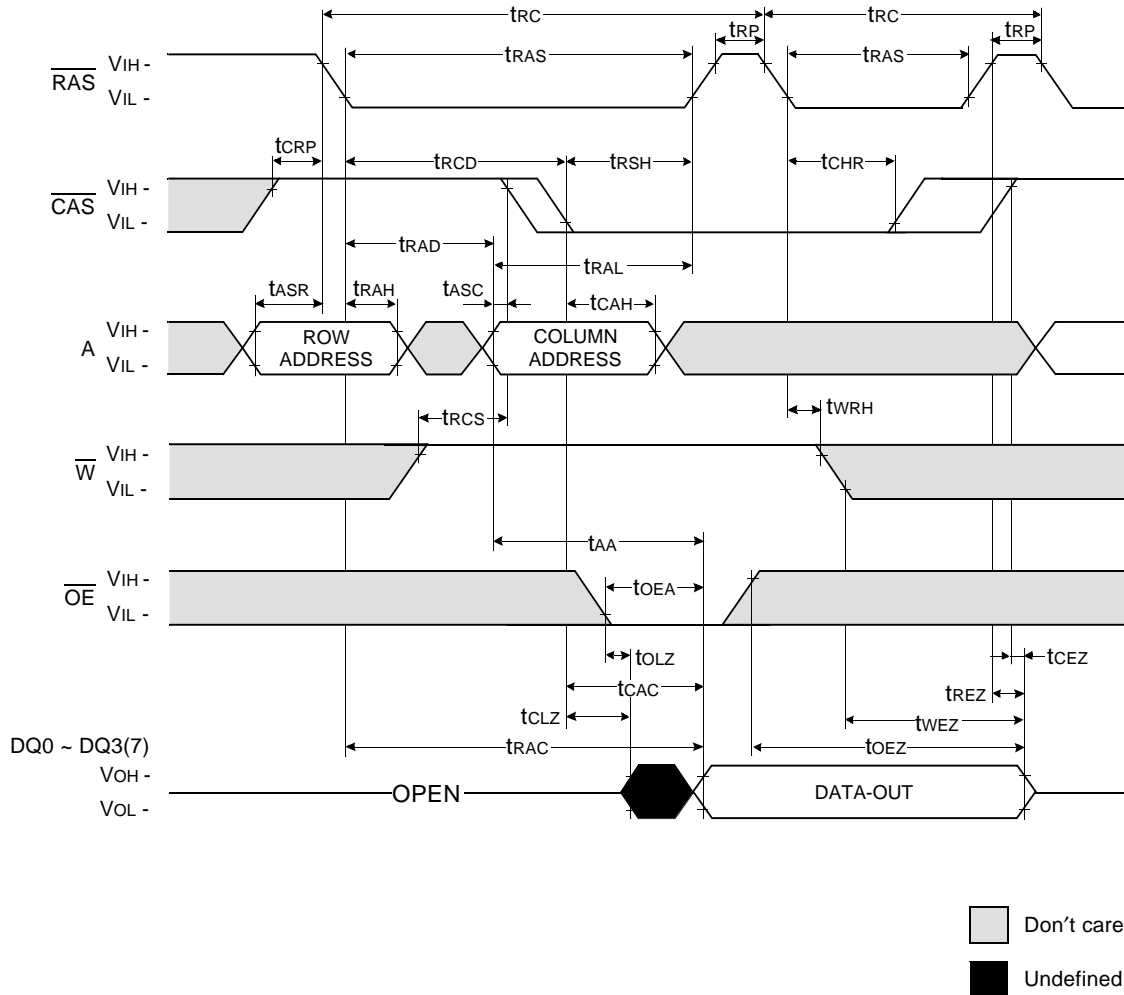 tRC tRC
tRP tRP
tRAS tRAS
RAS VIH -
VIL -
tCRP tRCD tRSH tCHR
CAS VIH -
VIL -
tRAD tRAL
tASR tRAH tASC tCAH
A VIH -
VIL -
ROW ADDRESS
COLUMN ADDRESS
tWRH
tRCS
W VIH -
VIL -
tAA
OE VIH -
VIL -
tOEA
tOLZ tCEZ
tCAC tREZ
tCLZ tWEZ
DQ0 ~ DQ3(7) tRAC tOEZ
VOH -
VOL -
OPEN DATA-OUT
Don′t care
Undefined